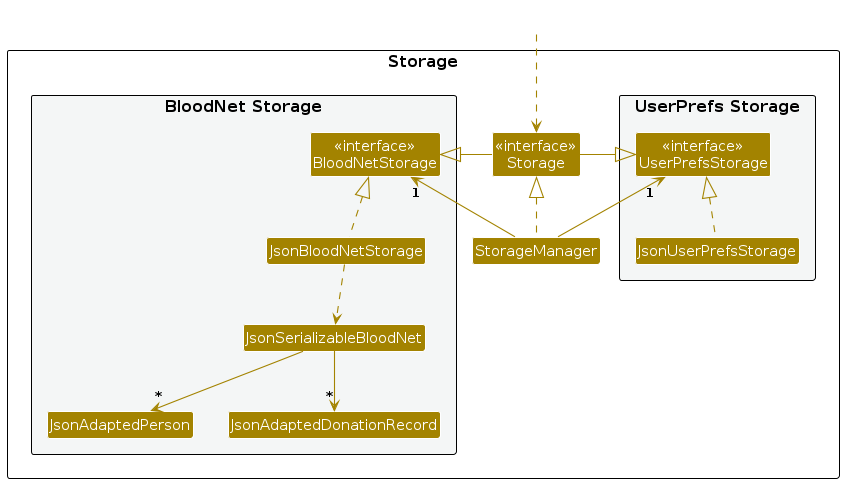 Storage
BloodNet Storage
UserPrefs Storage
«interface»
BloodNetStorage
«interface»
Storage
«interface»
UserPrefsStorage
1
1
JsonBloodNetStorage
StorageManager
JsonUserPrefsStorage
JsonSerializableBloodNet
*
*
JsonAdaptedPerson
JsonAdaptedDonationRecord